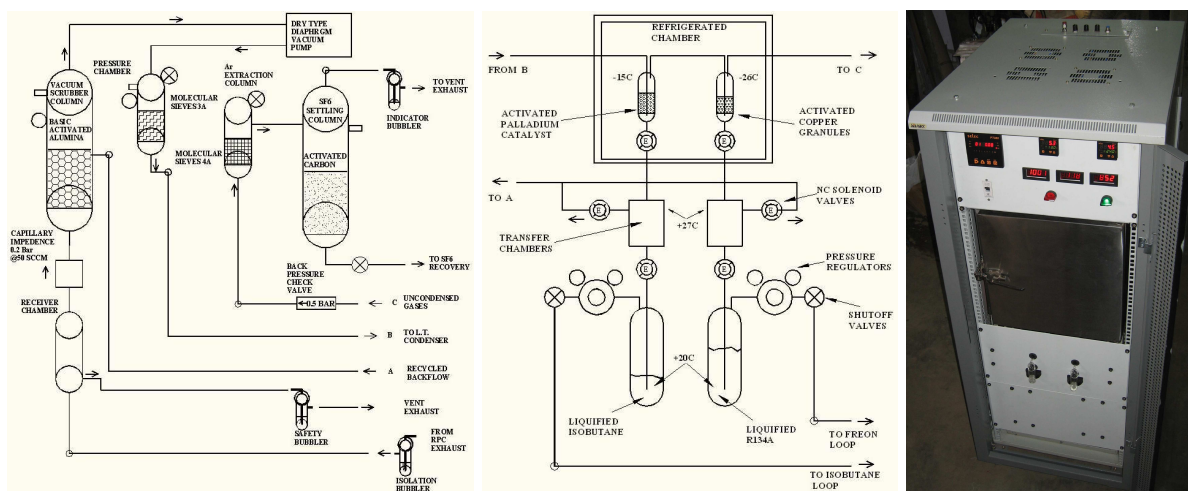 DRY TYPE
DIAPHRGM
VACUUM
PUMP
PRESSURE
CHAMBER
VACUUM
SCRUBBER
COLUMN
BASIC
ACTIVATED
ALUMINA
MOLECULAR
SIEVES 3A
Ar
EXTRACTION
COLUMN
MOLECULAR
SIEVES 4A
SF6
SETTLING
COLUMN
ACTIVATED
CARBON
TO VENT
EXHAUST
INDICATOR
BUBBLER
CAPILLARY
IMPEDENCE
0.2 Bar
@50 SCCM
RECEIVER
CHAMBER
BACK
PRESSURE
CHECK
VALVE
0.5 BAR
TO SF6
RECOVERY
C UNCONDENSED
GASES
B TO L.T.
CONDENSER
A RECYCLED
BACKFLOW
VENT
EXHAUST
SAFETY
BUBBLER
FROM
RPC
EXHAUST
ISOLATION
BUBBLER
REFRIGERATED
CHAMBER
FROM B
TO C
-15C
-26C
ACTIVATED
PALLADIUM
CATALYST
ACTIVATED
COPPER
GRANULES
E
E
TO A
NC SOLENOID
VALVES
E
E
+27C
TRANSFER
CHAMBERS
E
E
PRESSURE
REGULATORS
SHUTOFF
VALVES
+20C
LIQUIFIED
ISOBUTANE
LIQUIFIED
R134A
TO FREON
LOOP
TO ISOBUTANE
LOOP